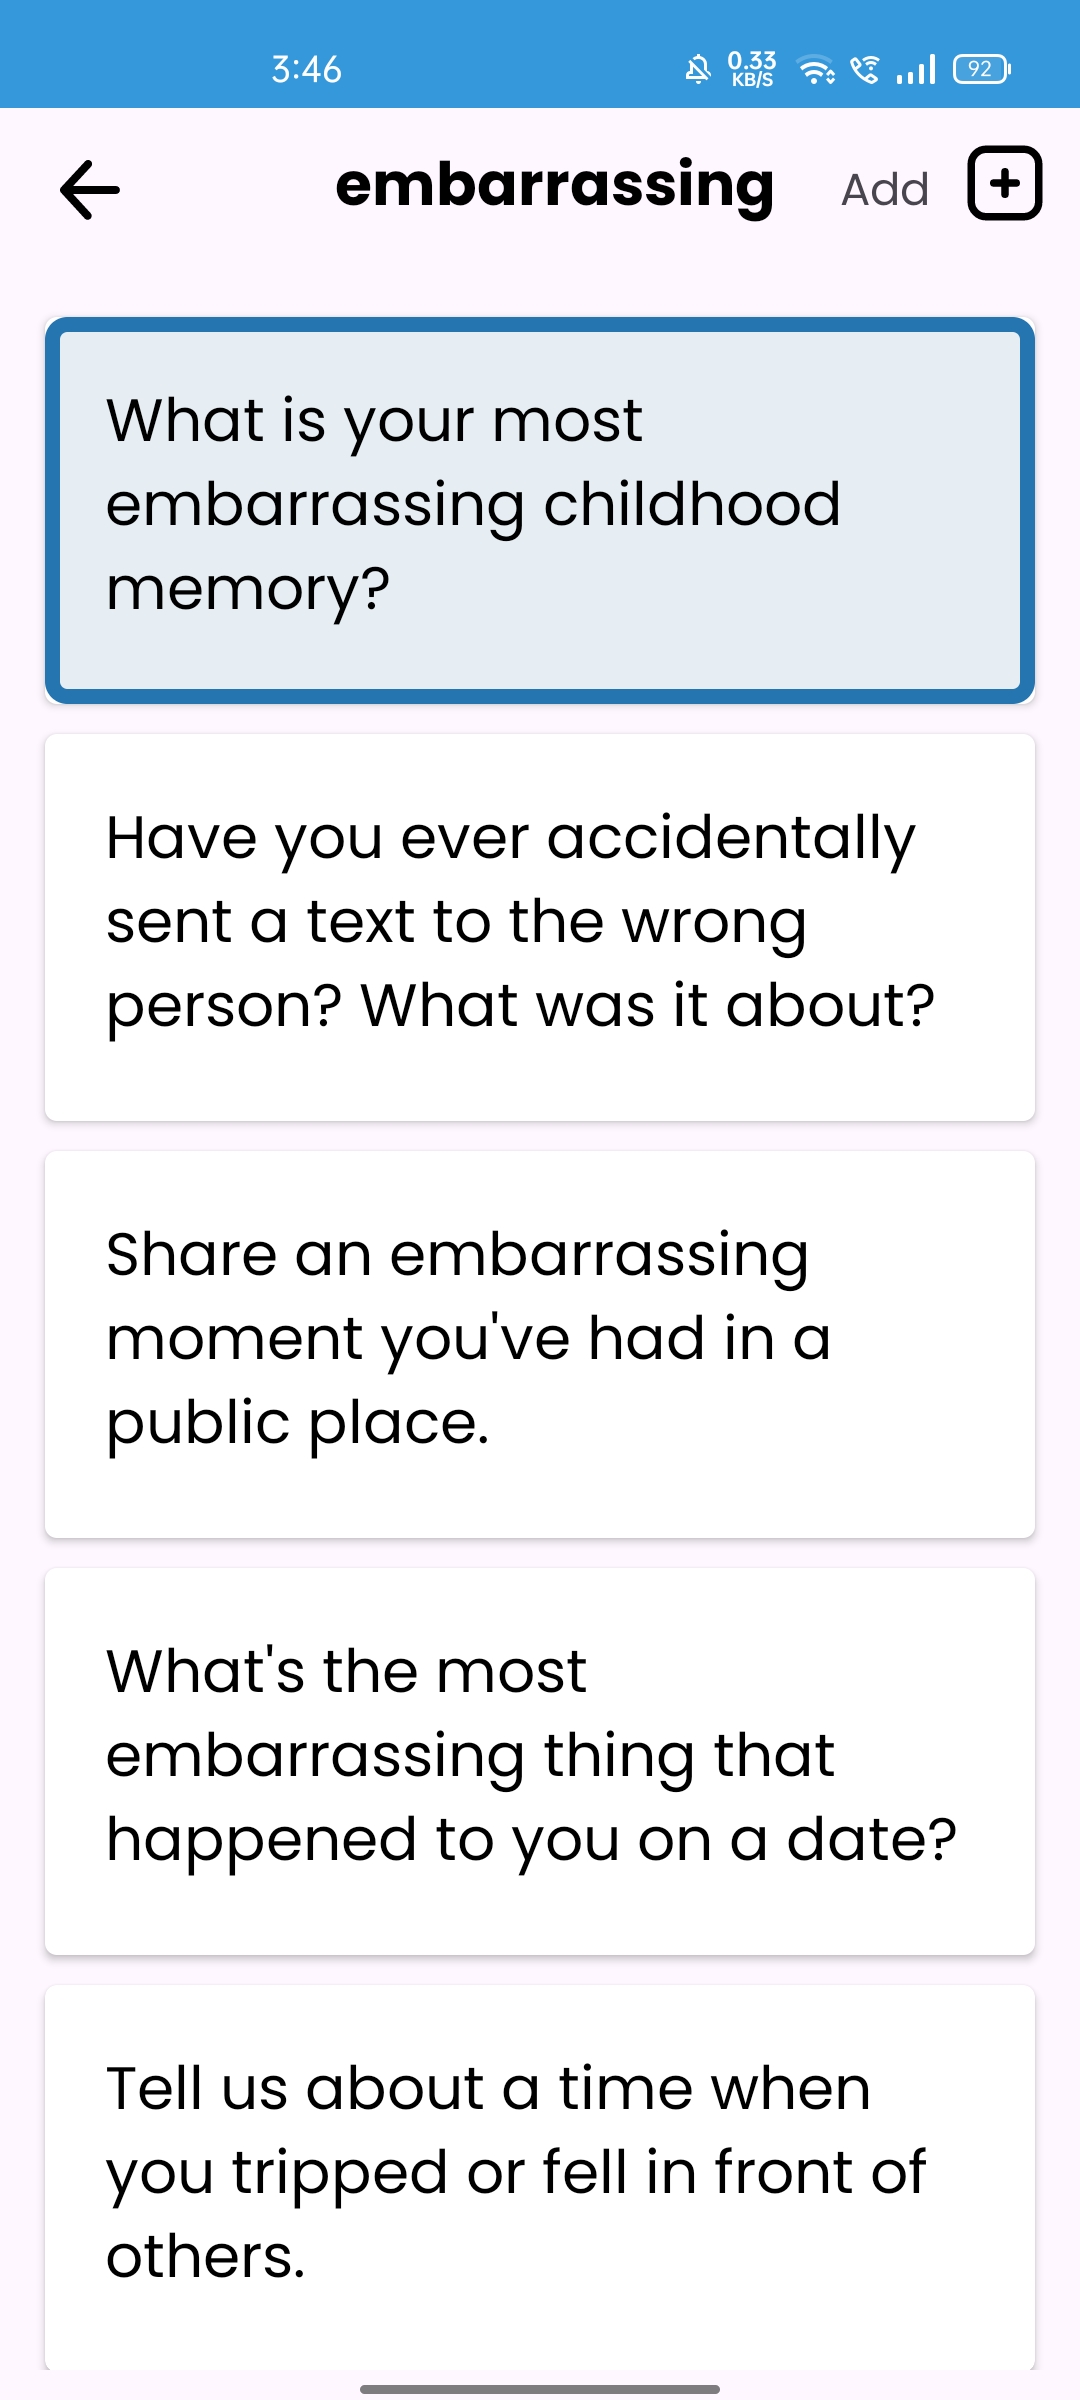 3:46
0.33
KB/S
92
embarrassing
Add
What is your most
embarrassing childhood
memory?
Have you ever accidentally
sent a text to the wrong
person? What was it about?
Share an embarrassing
moment you've had in a
public place.
What's the most
embarrassing thing that
happened to you on a date?
Tell us about a time when
you tripped or fell in front of
others.